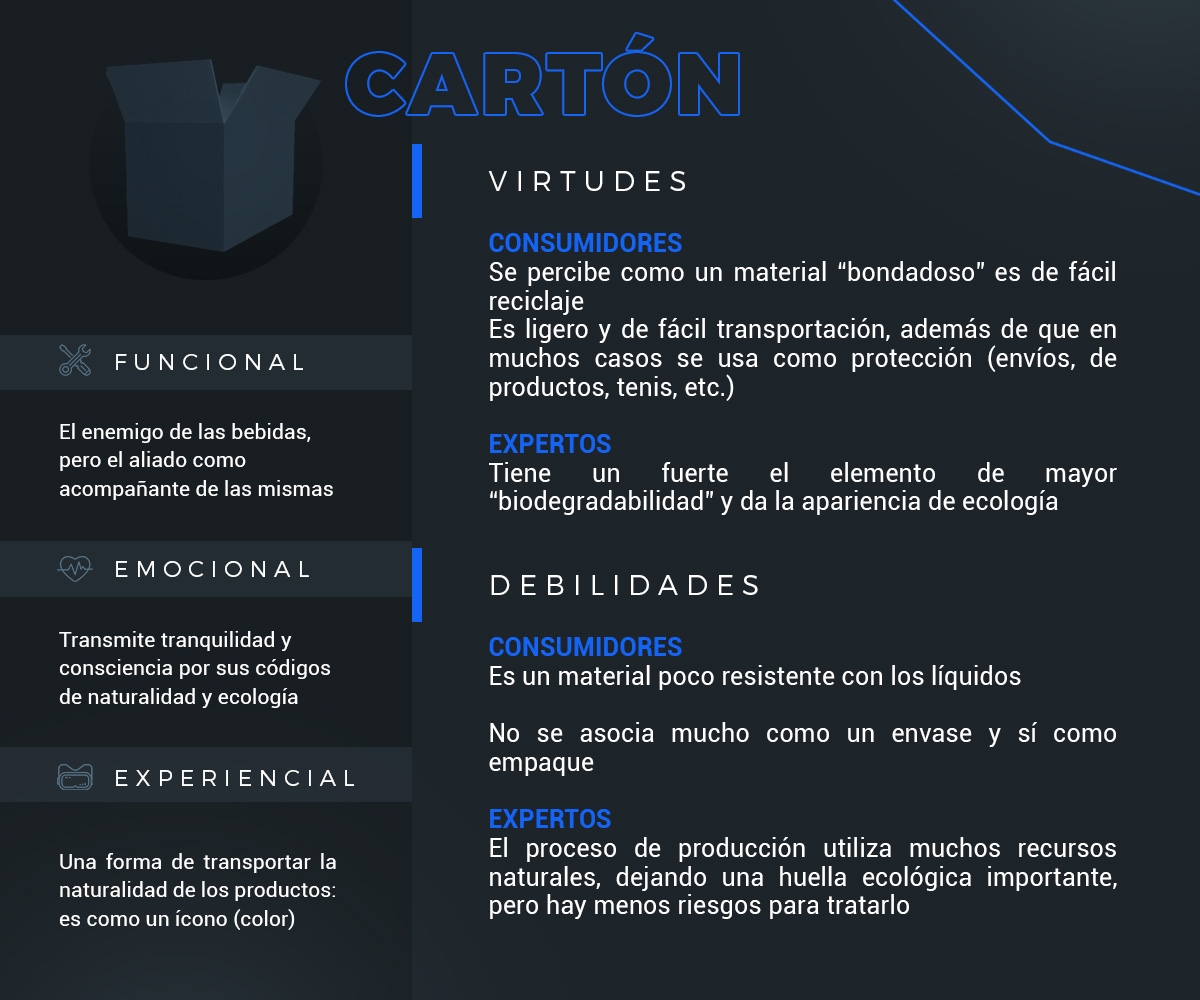 CARTÓN
FUNCIONAL
El enemigo de las bebidas,
pero el aliado como
acompañante de las mismas
EMOCIONAL
Transmite tranquilidad y
consciencia por sus códigos
de naturalidad y ecología
EXPERIENCIAL
Una forma de transportar la
naturalidad de los productos:
es como un ícono (color)
VIRTUDES
CONSUMIDORES
Se percibe como un material “bondadoso” es de fácil
reciclaje
Es ligero y de fácil transportación, además de que en
muchos casos se usa como protección (envíos, de
productos, tenis, etc.)
EXPERTOS
Tiene un fuerte el elemento de mayor
“biodegradabilidad” y da la apariencia de ecología
DEBILIDADES
CONSUMIDORES
Es un material poco resistente con los líquidos
No se asocia mucho como un envase y sí como
empaque
EXPERTOS
El proceso de producción utiliza muchos recursos
naturales, dejando una huella ecológica importante,
pero hay menos riesgos para tratarlo